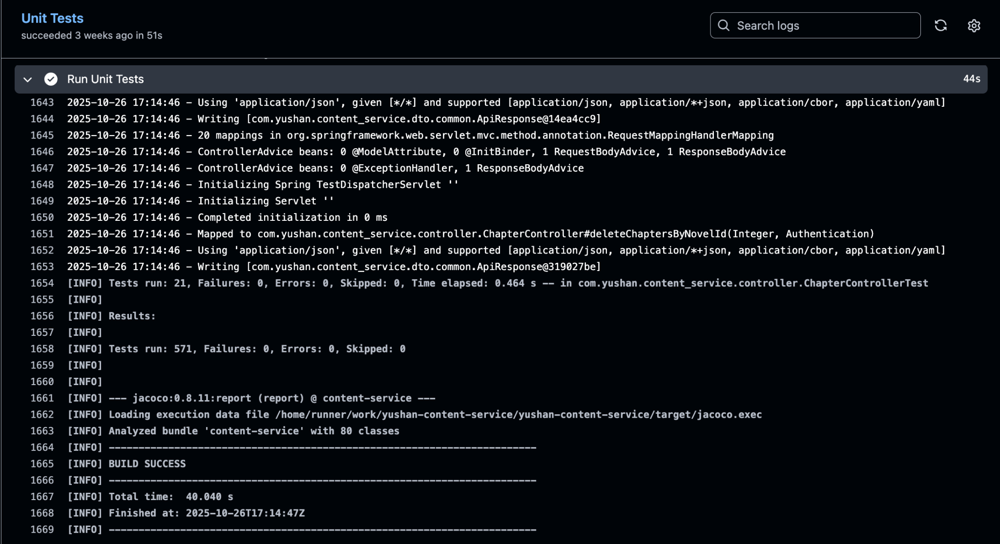 Unit Tests
succeeded 3 weeks ago in 51s
Search logs
Run Unit Tests
44s
1643 2025-10-26 17:14:46 - Using 'application/json', given [*/*] and supported [application/json, application/*+json, application/cbor, application/yaml]
1644 2025-10-26 17:14:46 - Writing [com.yushan.content_service.dto.common.ApiResponse@14ea4cc9]
1645 2025-10-26 17:14:46 - 20 mappings in org.springframework.web.servlet.mvc.method.annotation.RequestMappingHandlerMapping
1646 2025-10-26 17:14:46 - ControllerAdvice beans: 0 @ModelAttribute, 0 @InitBinder, 1 RequestBodyAdvice, 1 ResponseBodyAdvice
1647 2025-10-26 17:14:46 - ControllerAdvice beans: 0 @ExceptionHandler, 1 ResponseBodyAdvice
1648 2025-10-26 17:14:46 - Initializing Spring TestDispatcherServlet ''
1649 2025-10-26 17:14:46 - Initializing Servlet ''
1650 2025-10-26 17:14:46 - Completed initialization in 0 ms
1651 2025-10-26 17:14:46 - Mapped to com.yushan.content_service.controller.ChapterController#deleteChaptersByNovelId(Integer, Authentication)
1652 2025-10-26 17:14:46 - Using 'application/json', given [*/*] and supported [application/json, application/*+json, application/cbor, application/yaml]
1653 2025-10-26 17:14:46 - Writing [com.yushan.content_service.dto.common.ApiResponse@319027be]
1654 [INFO] Tests run: 21, Failures: 0, Errors: 0, Skipped: 0, Time elapsed: 0.464 s -- in com.yushan.content_service.controller.ChapterControllerTest
1655 [INFO]
1656 [INFO] Results:
1657 [INFO]
1658 [INFO] Tests run: 571, Failures: 0, Errors: 0, Skipped: 0
1659 [INFO]
1660 [INFO]
1661 [INFO] --- jacoco:0.8.11:report (report) @ content-service ---
1662 [INFO] Loading execution data file /home/runner/work/yushan-content-service/yushan-content-service/target/jacoco.exec
1663 [INFO] Analyzed bundle 'content-service' with 80 classes
1664 [INFO] ------------------------------------------------------------------------
1665 [INFO] BUILD SUCCESS
1666 [INFO] ------------------------------------------------------------------------
1667 [INFO] Total time:  40.040 s
1668 [INFO] Finished at: 2025-10-26T17:14:47Z
1669 [INFO] ------------------------------------------------------------------------